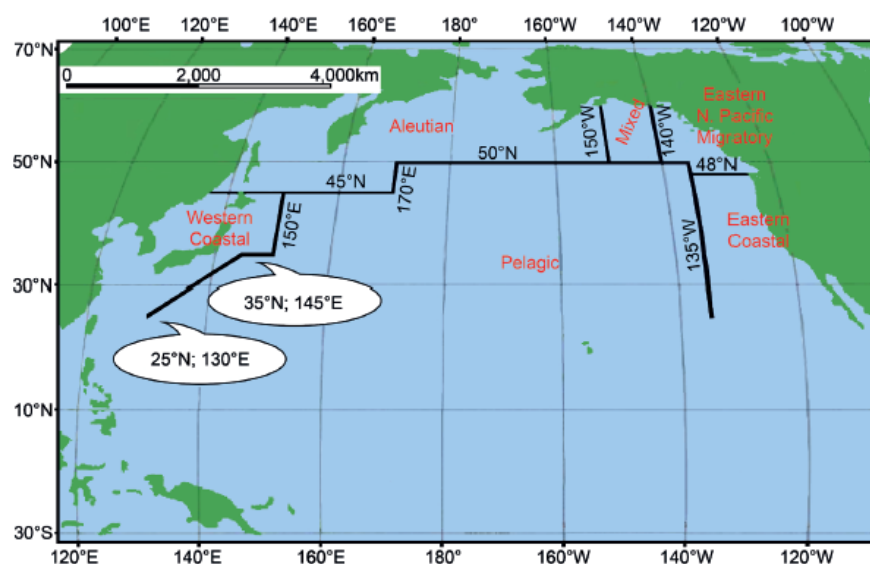 100°E 120°E 140°E 160°E 180° 160°W 140°W 120°W 100°W
70°N
0 2,000 4,000km
Eastern
N. Pacific
Migratory
Aleutian
150°W
Mixed
140°W
50°N
50°N
48°N
45°N
170°E
Western
Coastal
150°E
Eastern
Coastal
135°W
Pelagic
30°N
35°N; 145°E
25°N; 130°E
10°N
30°S
120°E 140°E 160°E 180° 160°W 140°W 120°W